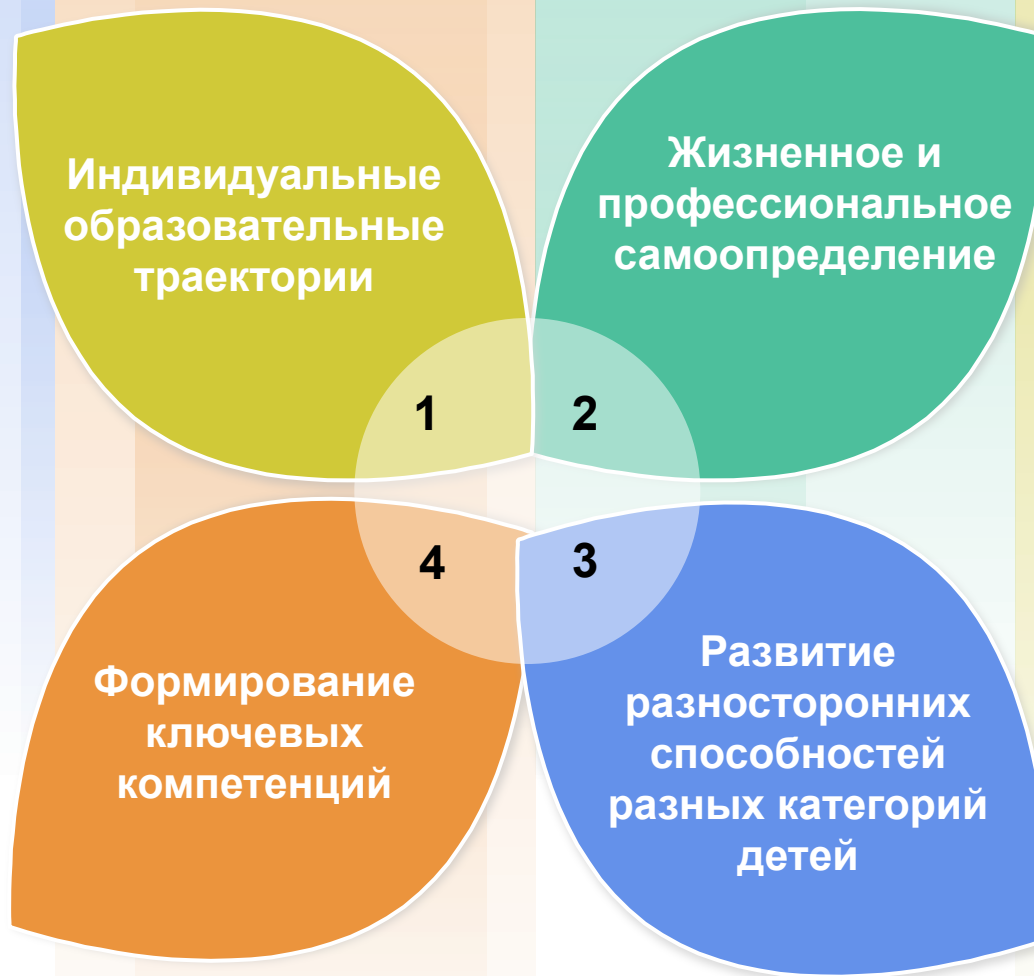 Индивидуальные
образовательные
траектории
1
Жизненное и
профессиональное
самоопределение
2
3
Развитие
разносторонних
способностей
разных категорий
детей
4
Формирование
ключевых
компетенций